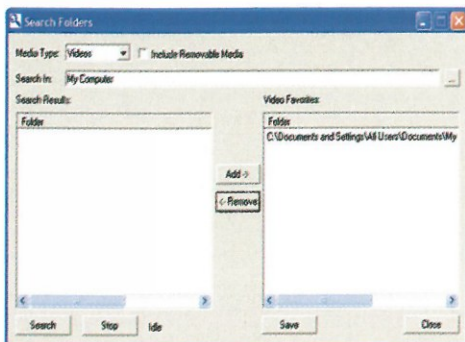 Search Folders
Media Type: Videos Include Removable Media
Search In: My Computer ...
Search Results: Video Favorites:
Folder Folder
C:\Documents and Settings\All Users\Documents\My
Add ->
<- Remove
Search Stop Idle Save Close